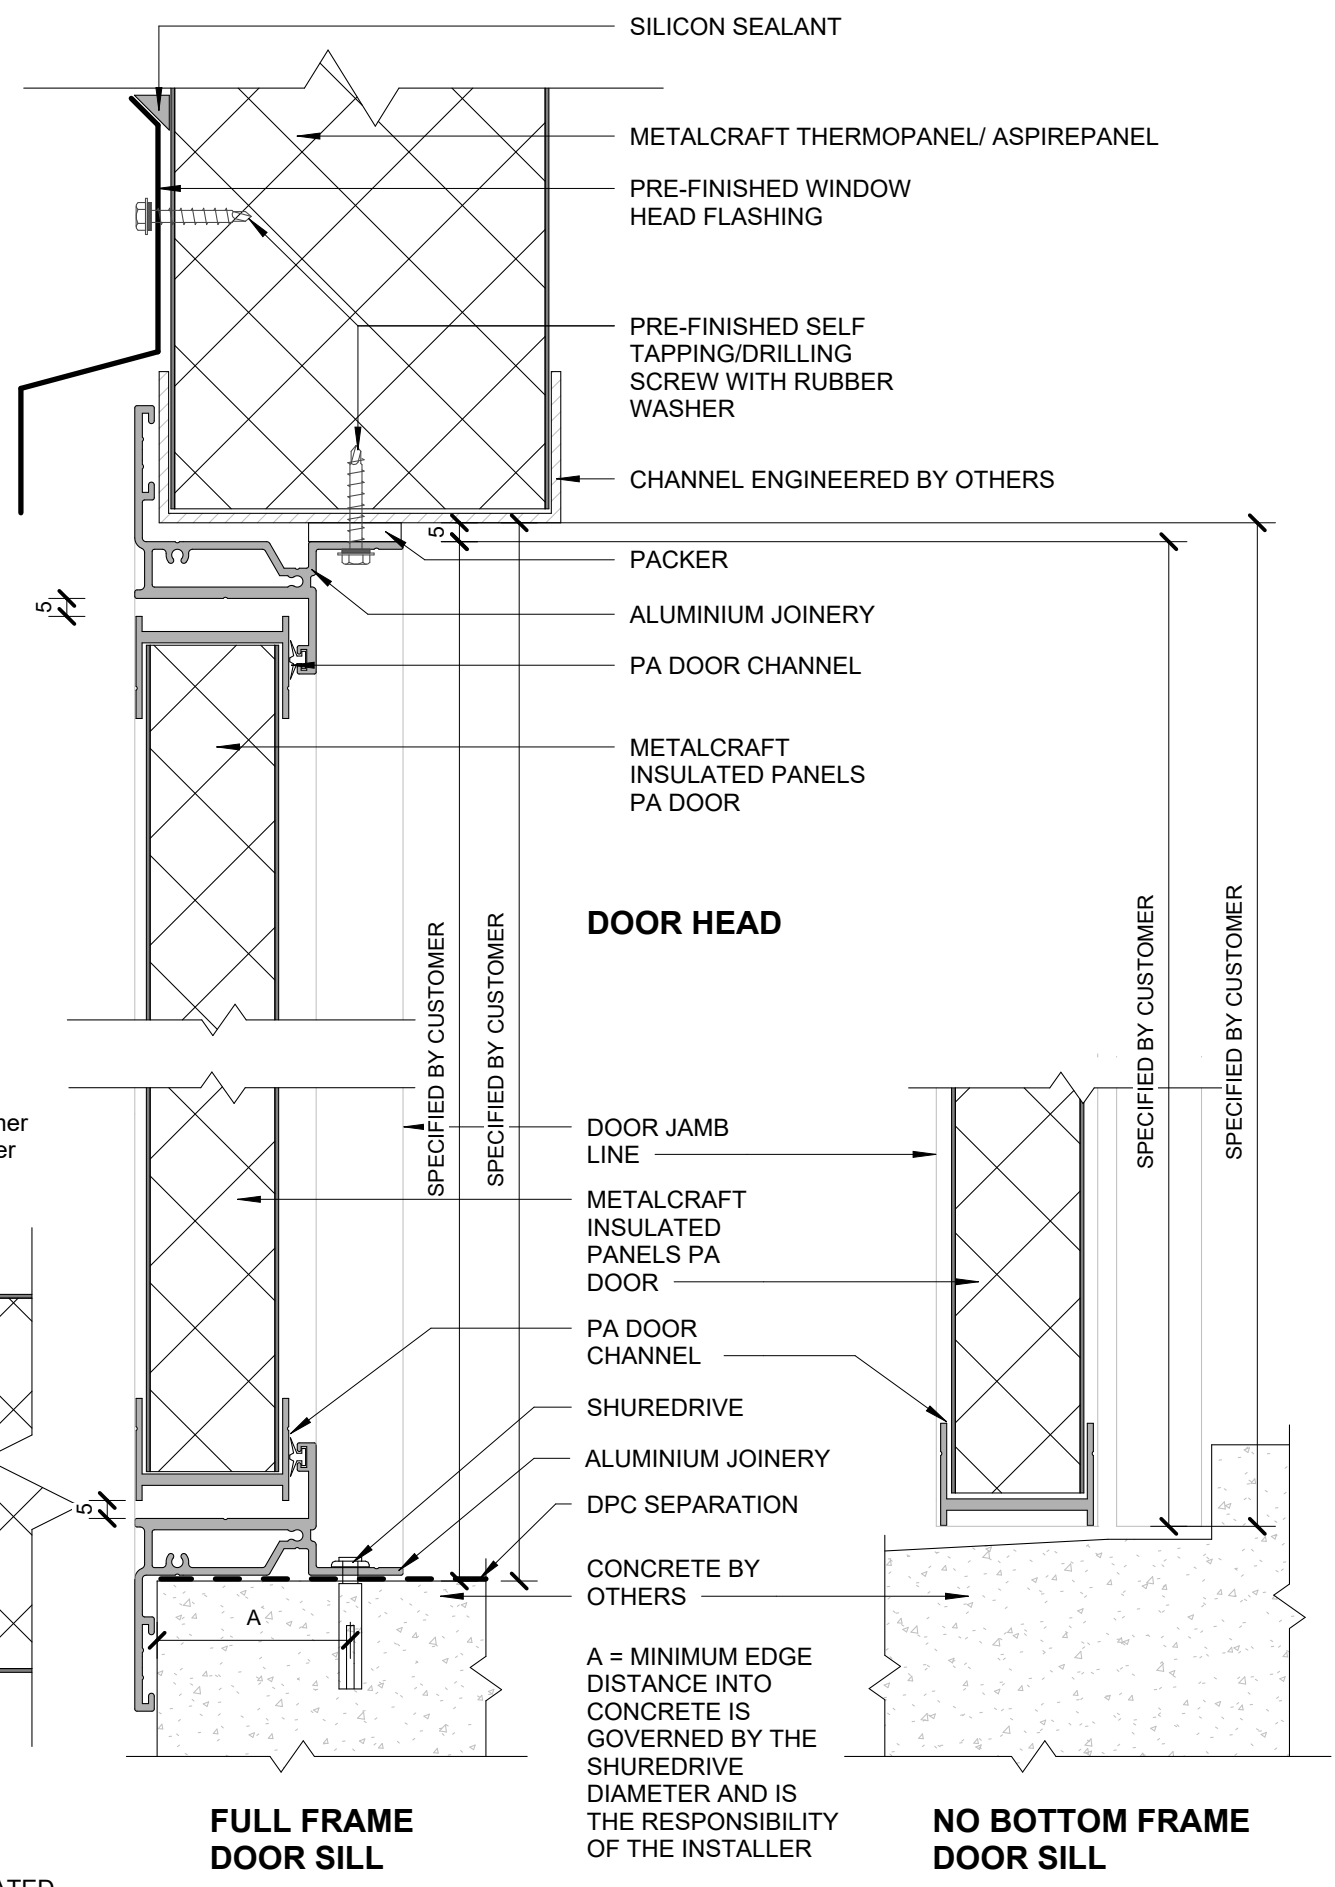 SILICON SEALANT
METALCRAFT THERMOPANEL/ ASPIREPANEL
PRE-FINISHED WINDOW
HEAD FLASHING
PRE-FINISHED SELF
TAPPING/DRILLING
SCREW WITH RUBBER
WASHER
CHANNEL ENGINEERED BY OTHERS
5
PACKER
5
ALUMINIUM JOINERY
PA DOOR CHANNEL
METALCRAFT
INSULATED PANELS
PA DOOR
DOOR HEAD
SPECIFIED BY CUSTOMER
SPECIFIED BY CUSTOMER
SPECIFIED BY CUSTOMER
SPECIFIED BY CUSTOMER
DOOR JAMB
LINE
METALCRAFT
INSULATED
PANELS PA
DOOR
PA DOOR
CHANNEL
SHUREDRIVE
ALUMINIUM JOINERY
5
DPC SEPARATION
CONCRETE BY
OTHERS
A
A = MINIMUM EDGE
DISTANCE INTO
CONCRETE IS
GOVERNED BY THE
SHUREDRIVE
DIAMETER AND IS
THE RESPONSIBILITY
OF THE INSTALLER
FULL FRAME
DOOR SILL
NO BOTTOM FRAME
DOOR SILL